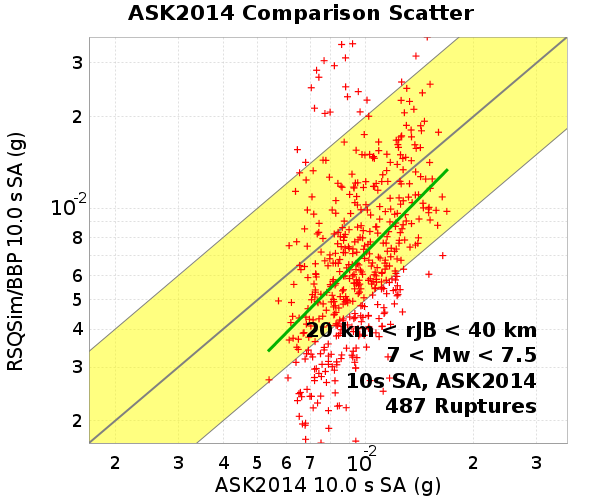 ASK2014 Comparison Scatter
RSQSim/BBP 10.0 s SA (g)
3
2
10-2
8
6
5
4
3
2
20 km < rJB < 40 km
7 < Mw < 7.5
10s SA, ASK2014
487 Ruptures
2 3 4 5 6 7 10-2 2 3
ASK2014 10.0 s SA (g)